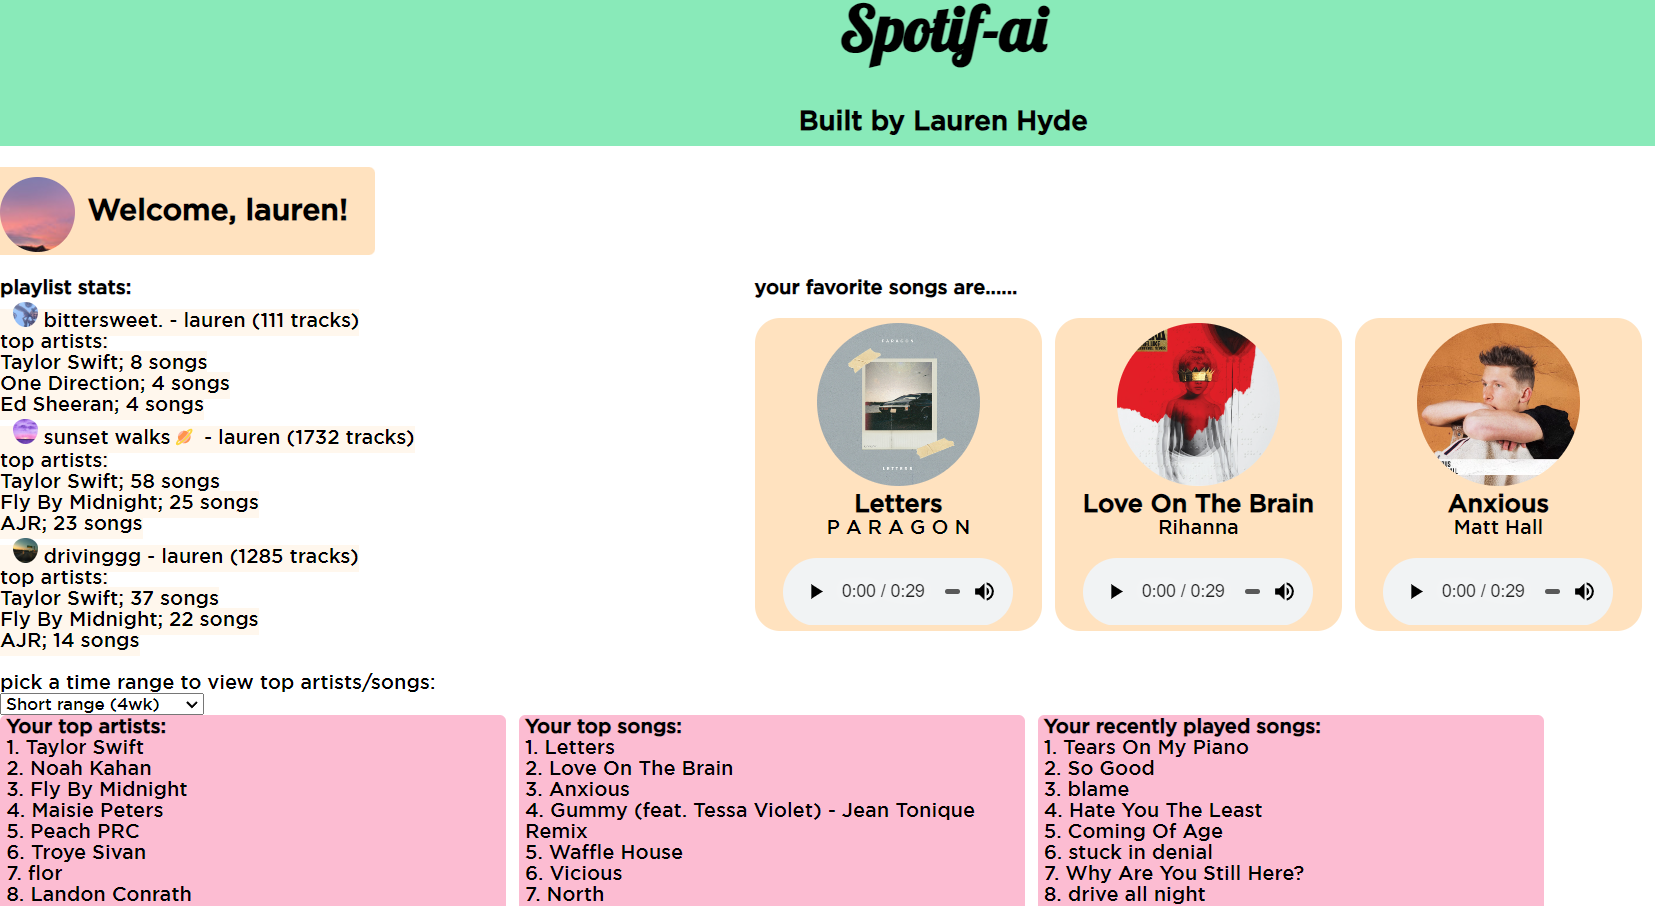 Spotif-ai
Built by Lauren Hyde
Welcome, lauren!
playlist stats:
bittersweet. - lauren (111 tracks)
top artists:
Taylor Swift; 8 songs
One Direction; 4 songs
Ed Sheeran; 4 songs
sunset walks🪐 - lauren (1732 tracks)
top artists:
Taylor Swift; 58 songs
Fly By Midnight; 25 songs
AJR; 23 songs
drivinggg - lauren (1285 tracks)
top artists:
Taylor Swift; 37 songs
Fly By Midnight; 22 songs
AJR; 14 songs
your favorite songs are......
PARAGON
LETTERS
Letters
P A R A G O N
0:00 / 0:29
Love On The Brain
Rihanna
0:00 / 0:29
Anxious
Matt Hall
0:00 / 0:29
pick a time range to view top artists/songs:
Short range (4wk)
Your top artists:
1. Taylor Swift
2. Noah Kahan
3. Fly By Midnight
4. Maisie Peters
5. Peach PRC
6. Troye Sivan
7. flor
8. Landon Conrath
Your top songs:
1. Letters
2. Love On The Brain
3. Anxious
4. Gummy (feat. Tessa Violet) - Jean Tonique
Remix
5. Waffle House
6. Vicious
7. North
Your recently played songs:
1. Tears On My Piano
2. So Good
3. blame
4. Hate You The Least
5. Coming Of Age
6. stuck in denial
7. Why Are You Still Here?
8. drive all night